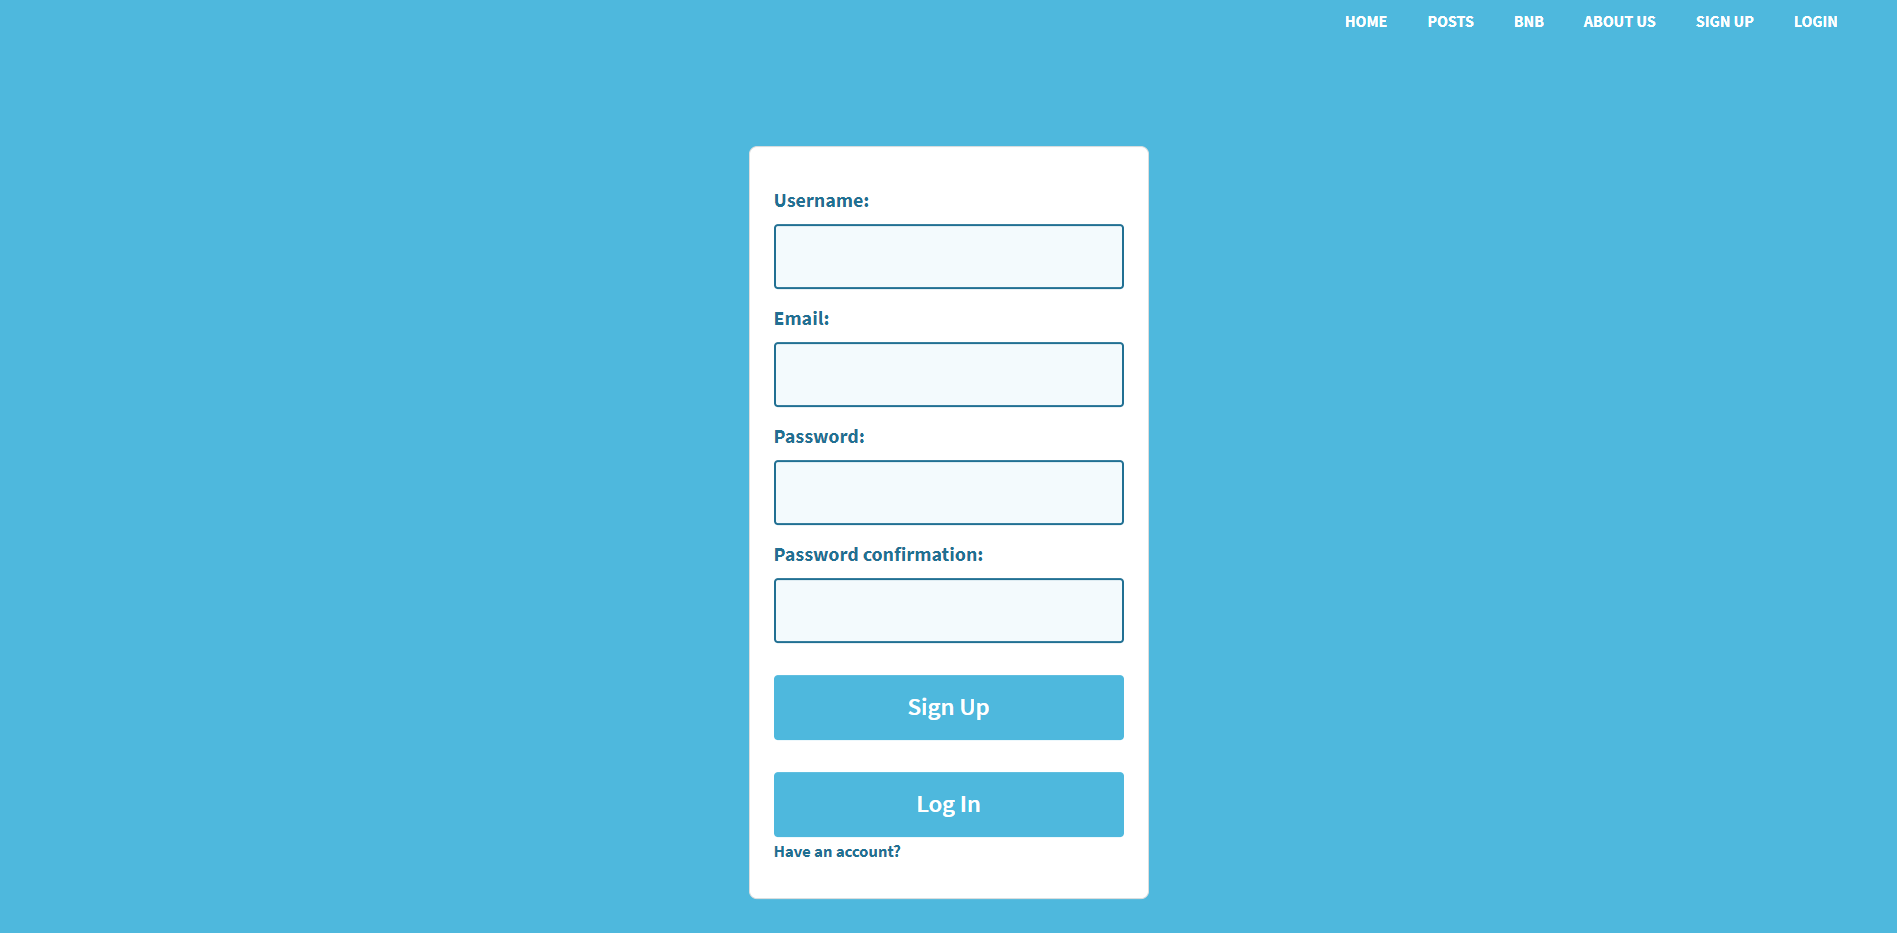 HOME POSTS BNB ABOUT US SIGN UP LOGIN
Username:
Email:
Password:
Password confirmation:
Sign Up
Log In
Have an account?